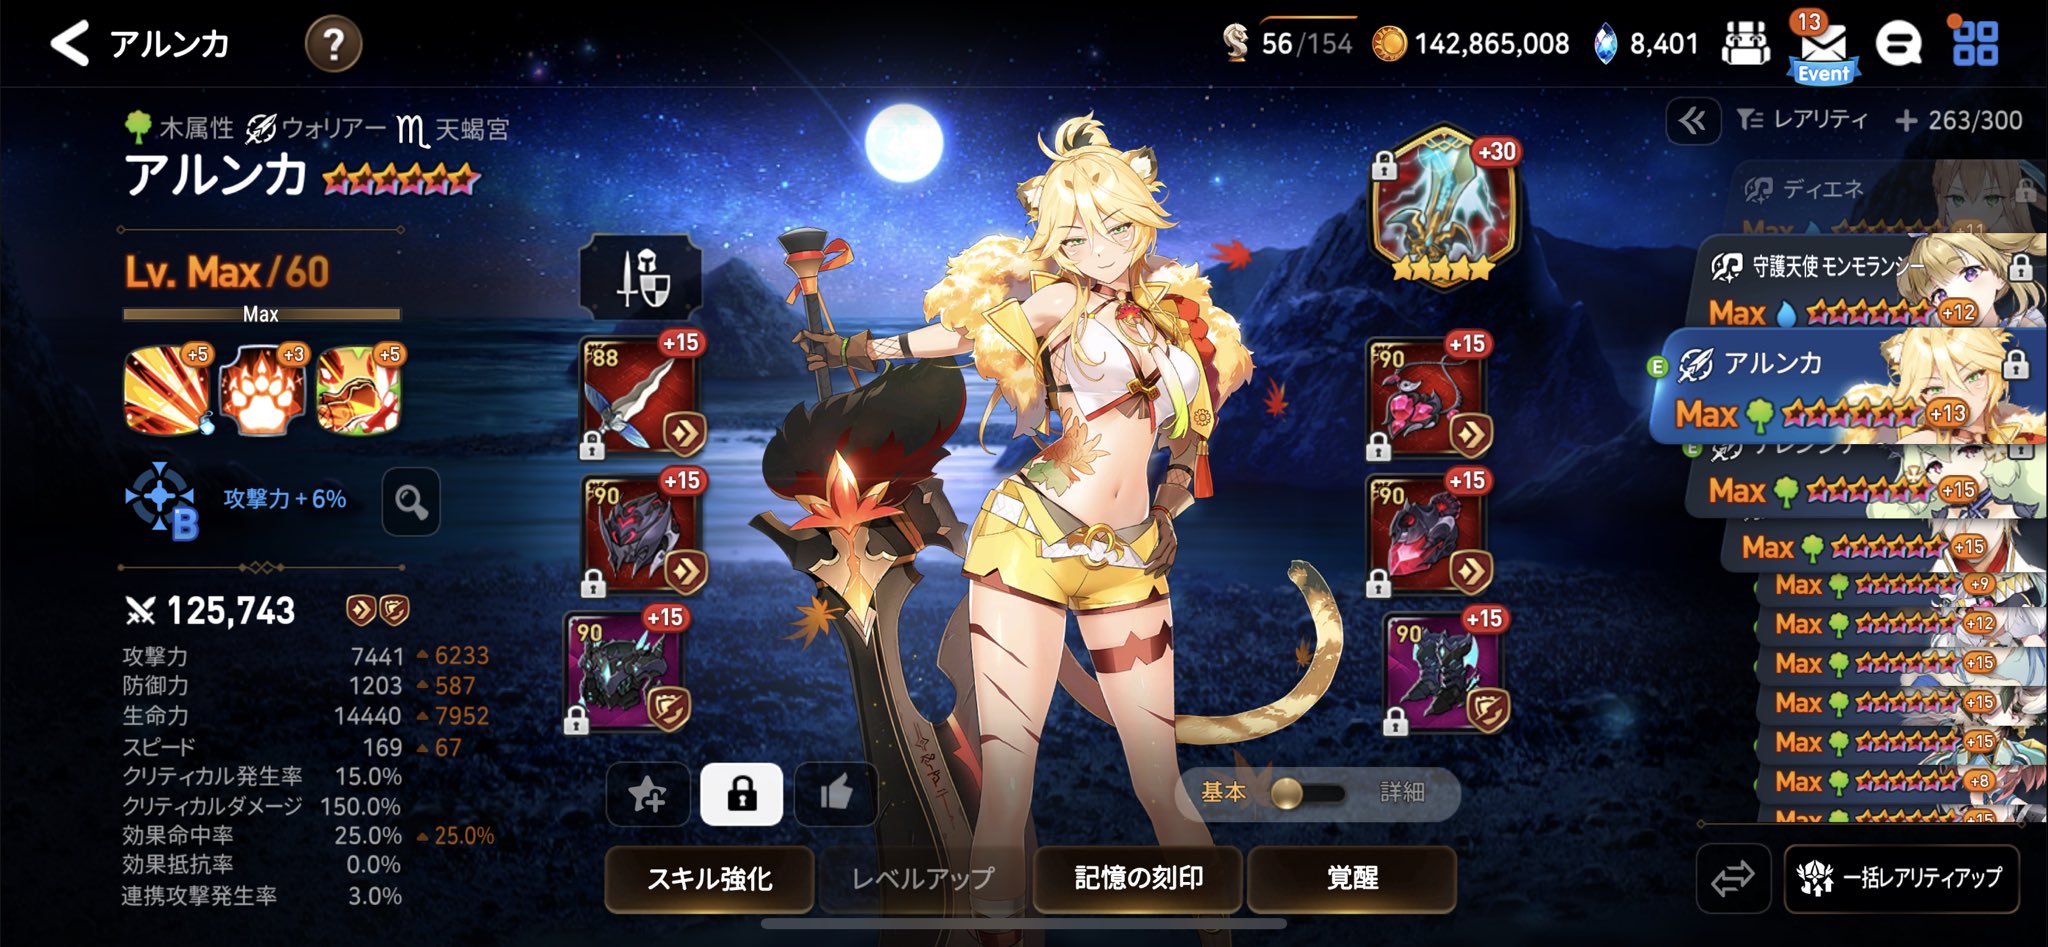 アルンカ
?
56/154
142,865,008
8,401
13
Event
木属性 ウォリアー 天蝎宮
アルンカ
Lv. Max/60
Max
+5
+3
+5
B
攻撃力+6%
125,743
攻撃力 7441 6233
防御力 1203 587
生命力 14440 7952
スピード 169 67
クリティカル発生率 15.0%
クリティカルダメージ 150.0%
効果命中率 25.0% 25.0%
効果抵抗率 0.0%
連携攻撃発生率 3.0%
88 +15
90 +15
90 +15
+30
90 +15
90 +15
90 +15
基本 詳細
スキル強化
レベルアップ
記憶の刻印
覚醒
レアリティ
263/300
ディエネ
Max +11
守護天使 モンモランシー
Max +12
E アルンカ
Max +13
E
Max +15
Max +15
Max +9
Max +12
Max +15
Max +15
Max +15
Max +8
Max +15
一括レアリティアップ